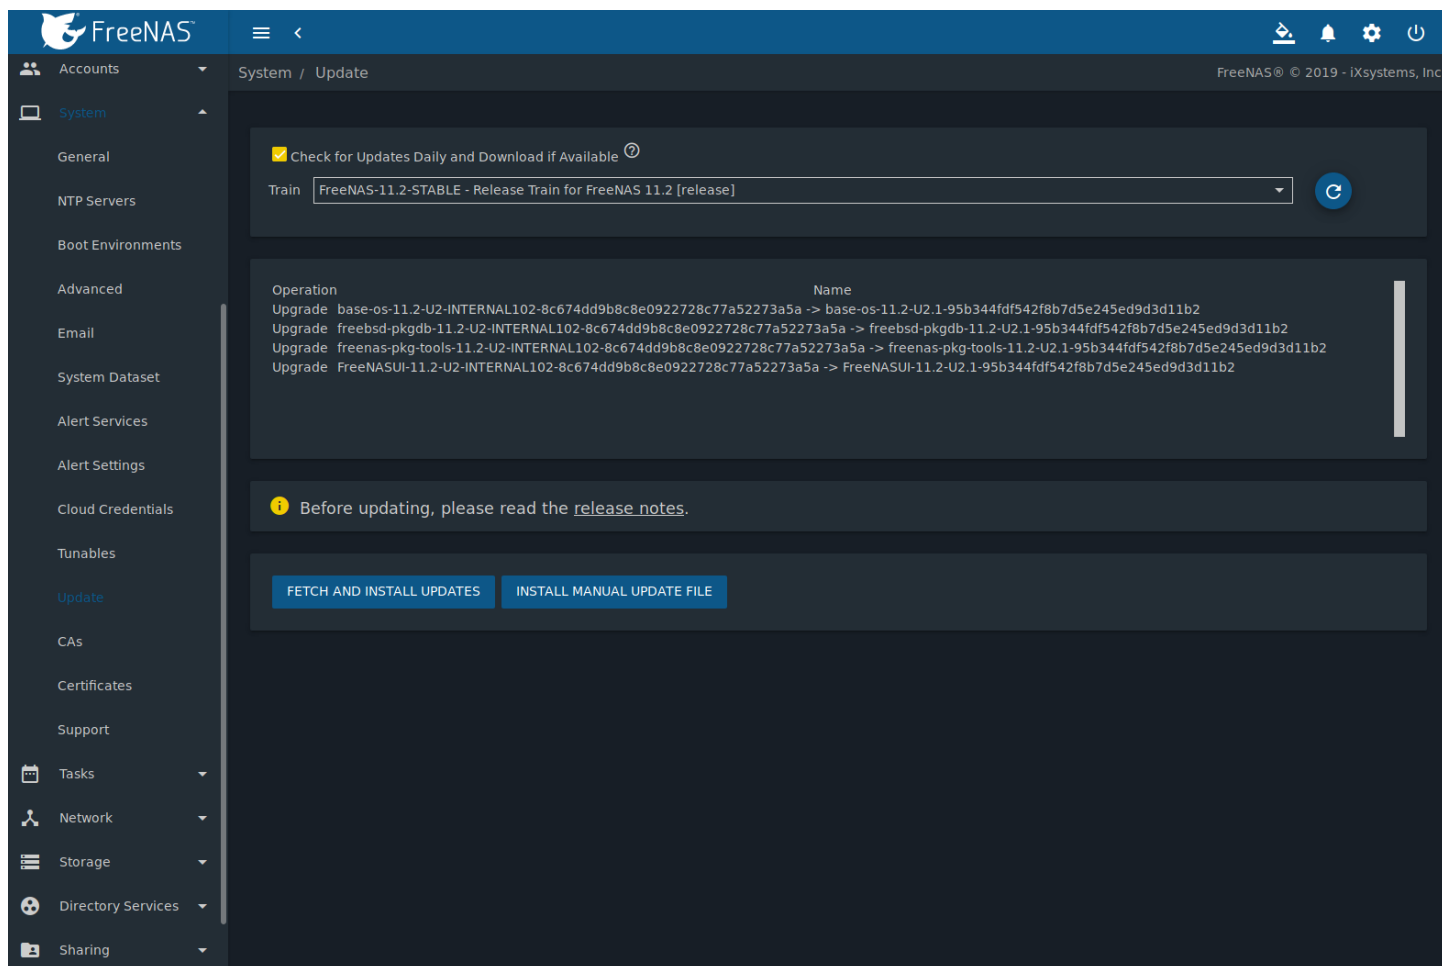 FreeNAS™
Accounts
System / Update
FreeNAS® © 2019 - iXsystems, Inc
System
General
NTP Servers
Boot Environments
Advanced
Email
System Dataset
Alert Services
Alert Settings
Cloud Credentials
Tunables
Update
CAs
Certificates
Support
Tasks
Network
Storage
Directory Services
Sharing
Check for Updates Daily and Download if Available
Train FreeNAS-11.2-STABLE - Release Train for FreeNAS 11.2 [release]
Operation Name
Upgrade base-os-11.2-U2-INTERNAL102-8c674dd9b8c8e0922728c77a52273a5a -> base-os-11.2-U2.1-95b344fdf542f8b7d5e245ed9d3d11b2
Upgrade freebsd-pkgdb-11.2-U2-INTERNAL102-8c674dd9b8c8e0922728c77a52273a5a -> freebsd-pkgdb-11.2-U2.1-95b344fdf542f8b7d5e245ed9d3d11b2
Upgrade freenas-pkg-tools-11.2-U2-INTERNAL102-8c674dd9b8c8e0922728c77a52273a5a -> freenas-pkg-tools-11.2-U2.1-95b344fdf542f8b7d5e245ed9d3d11b2
Upgrade FreeNASUI-11.2-U2-INTERNAL102-8c674dd9b8c8e0922728c77a52273a5a -> FreeNASUI-11.2-U2.1-95b344fdf542f8b7d5e245ed9d3d11b2
Before updating, please read the release notes.
FETCH AND INSTALL UPDATES
INSTALL MANUAL UPDATE FILE